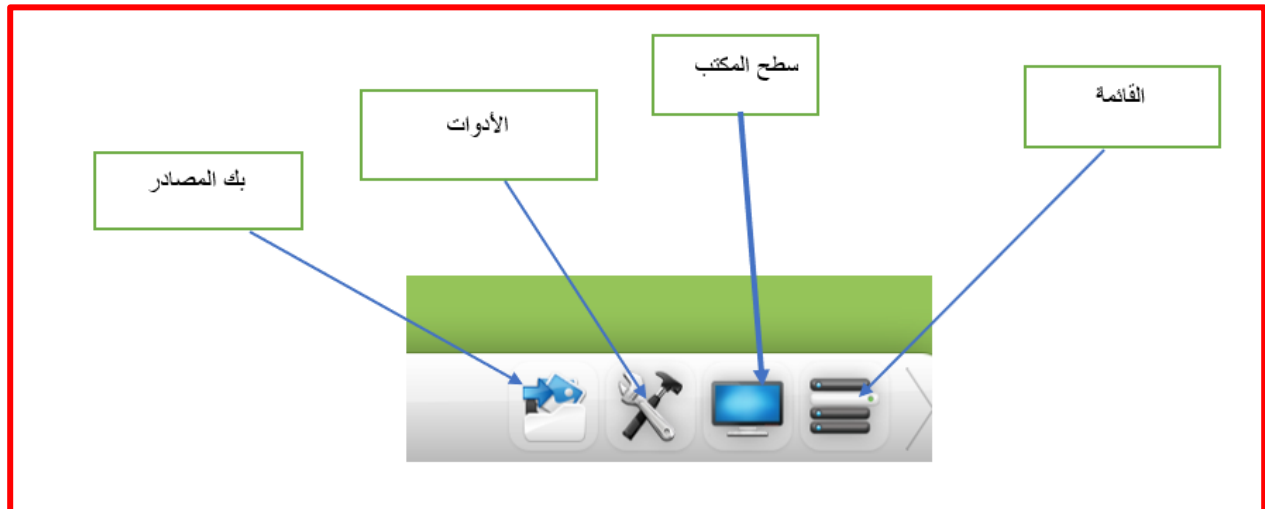 القائمة
سطح المكتب
الأدوات
بك المصادر